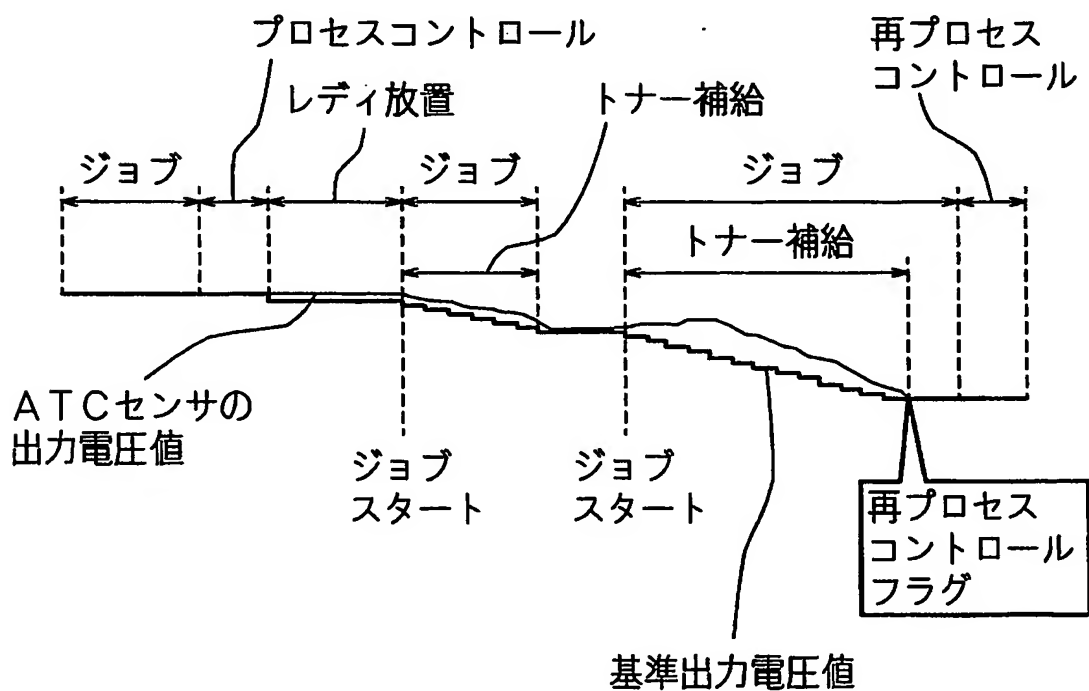 プロセスコントロール
再プロセス
コントロール
レディ放置
トナー補給
ジョブ
ジョブ
ジョブ
トナー補給
ATCセンサの
出力電圧値
ジョブ
スタート
ジョブ
スタート
再プロセス
コントロール
フラグ
基準出力電圧値